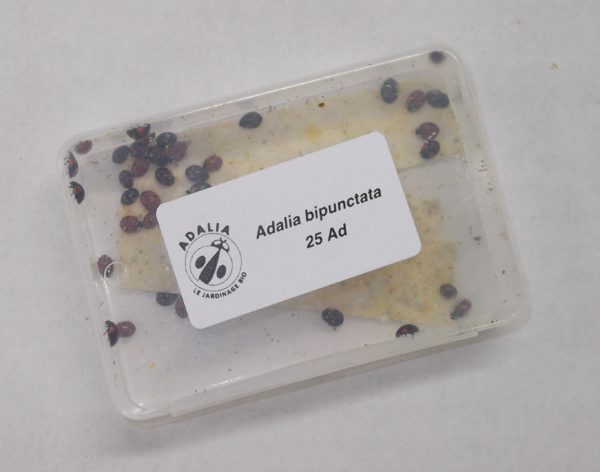 ADALIA
LE JARDINAGE BIO
Adalia bipunctata
25 Ad